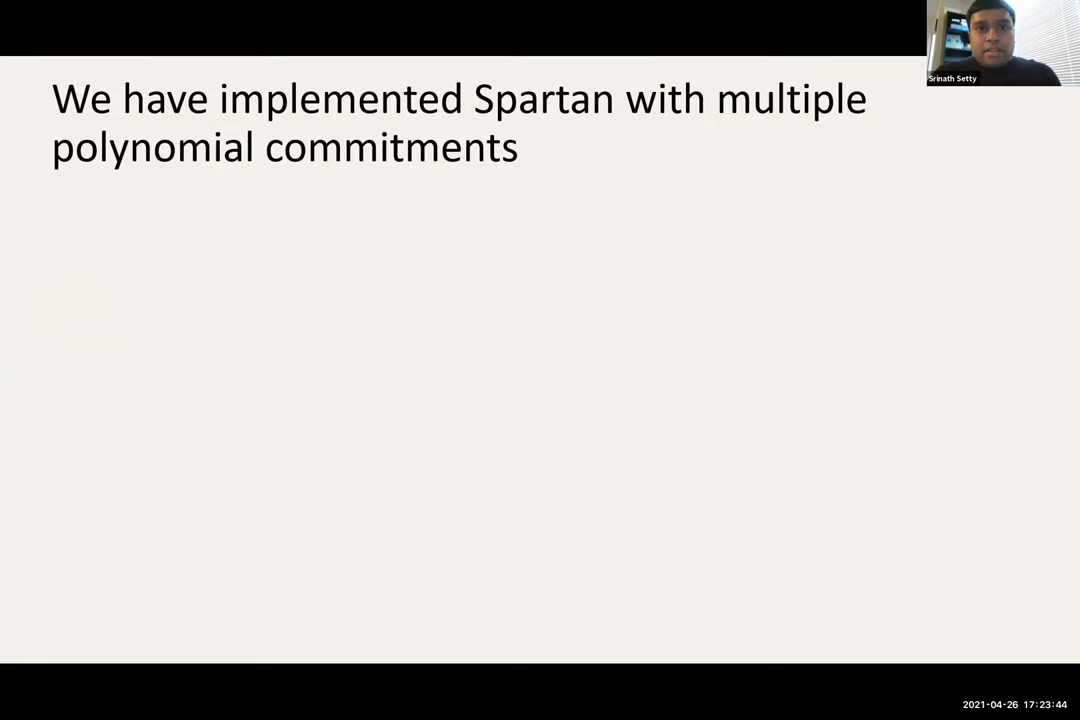 We have implemented Spartan with multiple
polynomial commitments
Srinath Setty
2021-04-26 17:23:44